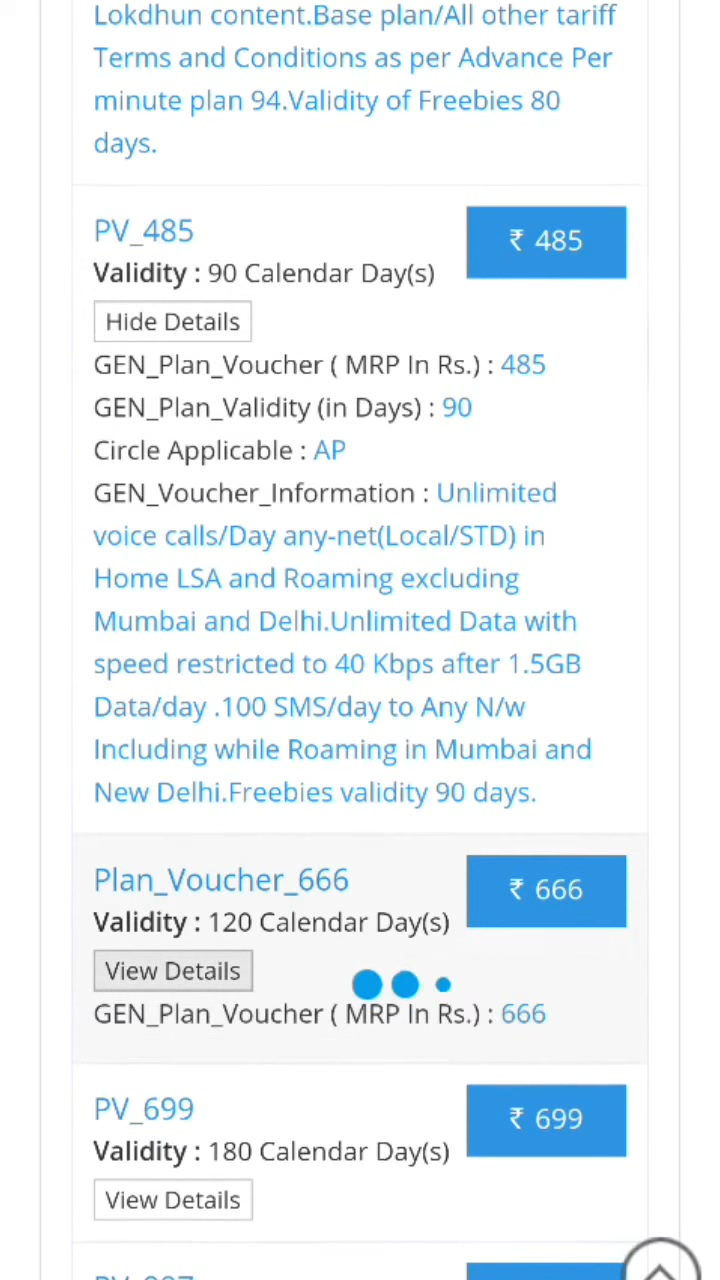 Lokdhun content.Base plan/All other tariff
Terms and Conditions as per Advance Per
minute plan 94.Validity of Freebies 80
days.
PV_485
₹ 485
Validity : 90 Calendar Day(s)
Hide Details
GEN_Plan_Voucher ( MRP In Rs.) : 485
GEN_Plan_Validity (in Days) : 90
Circle Applicable : AP
GEN_Voucher_Information : Unlimited
voice calls/Day any-net(Local/STD) in
Home LSA and Roaming excluding
Mumbai and Delhi.Unlimited Data with
speed restricted to 40 Kbps after 1.5GB
Data/day .100 SMS/day to Any N/w
Including while Roaming in Mumbai and
New Delhi.Freebies validity 90 days.
Plan_Voucher_666
₹ 666
Validity : 120 Calendar Day(s)
View Details
GEN_Plan_Voucher ( MRP In Rs.) : 666
PV_699
₹ 699
Validity : 180 Calendar Day(s)
View Details